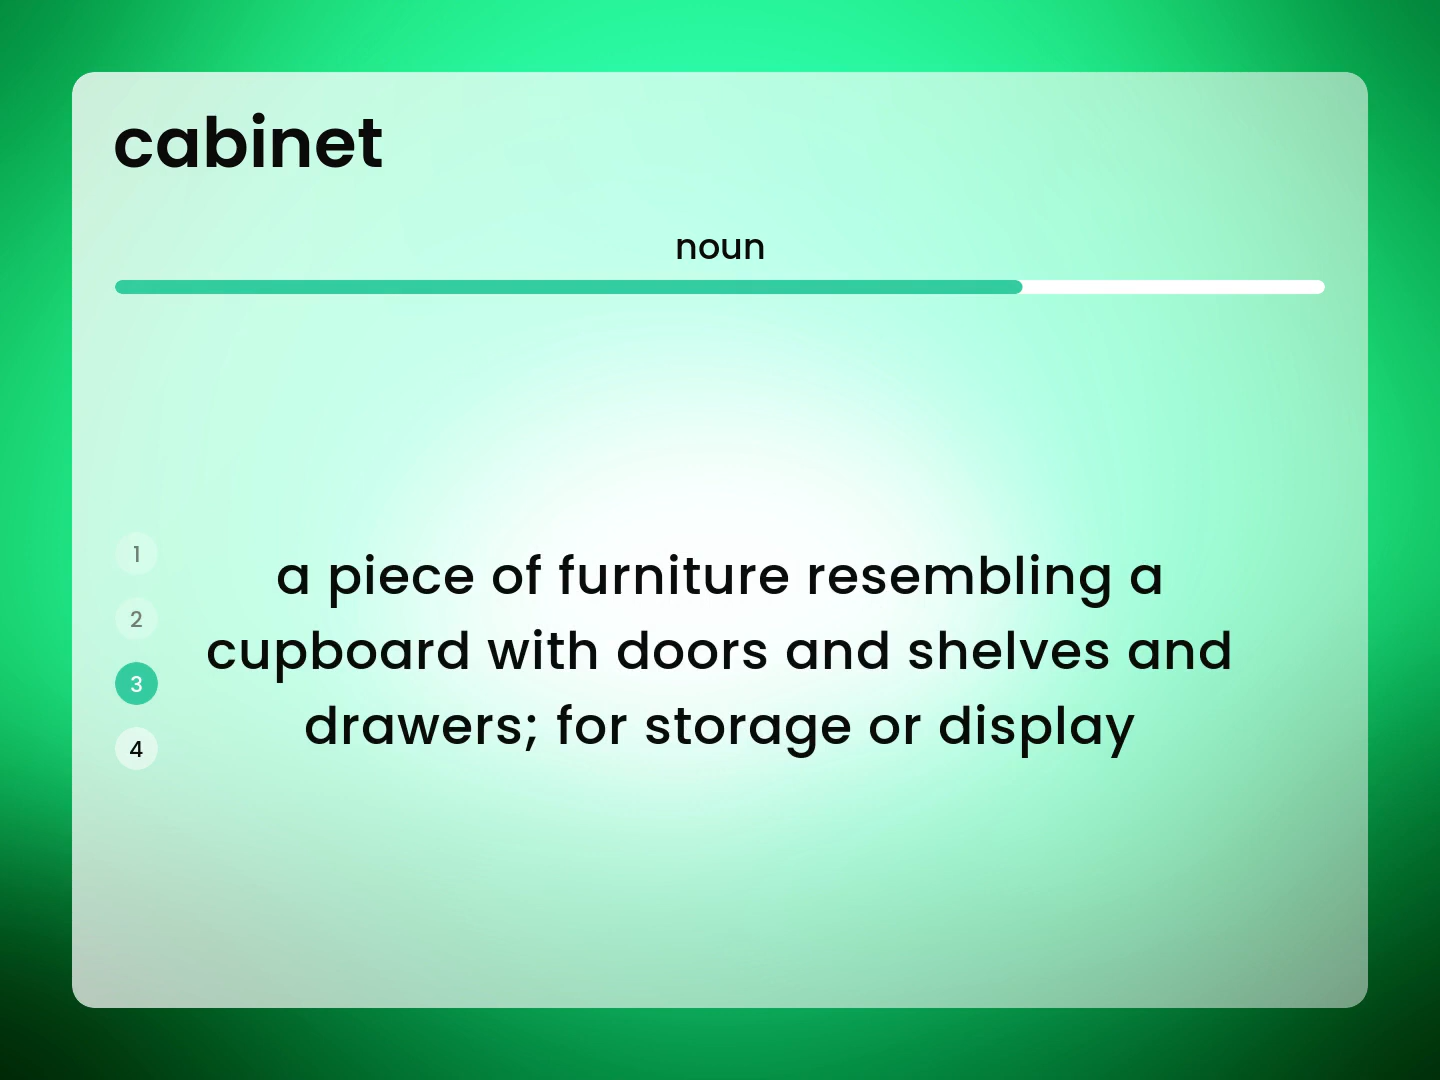 cabinet
noun
1
2
3
4
a piece of furniture resembling a
cupboard with doors and shelves and
drawers; for storage or display